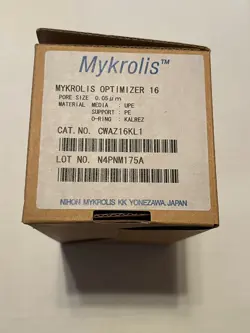 Mykrolis™
MYKROLIS OPTIMIZER 16
PORE SIZE 0.05μm
MATERIAL MEDIA : UPE
SUPPORT : PE
O-RING : KALREZ
CAT.NO. CWAZ16KL1
LOT NO. N4PNM175A
NIHON MYKROLIS KK YONEZAWA.JAPAN